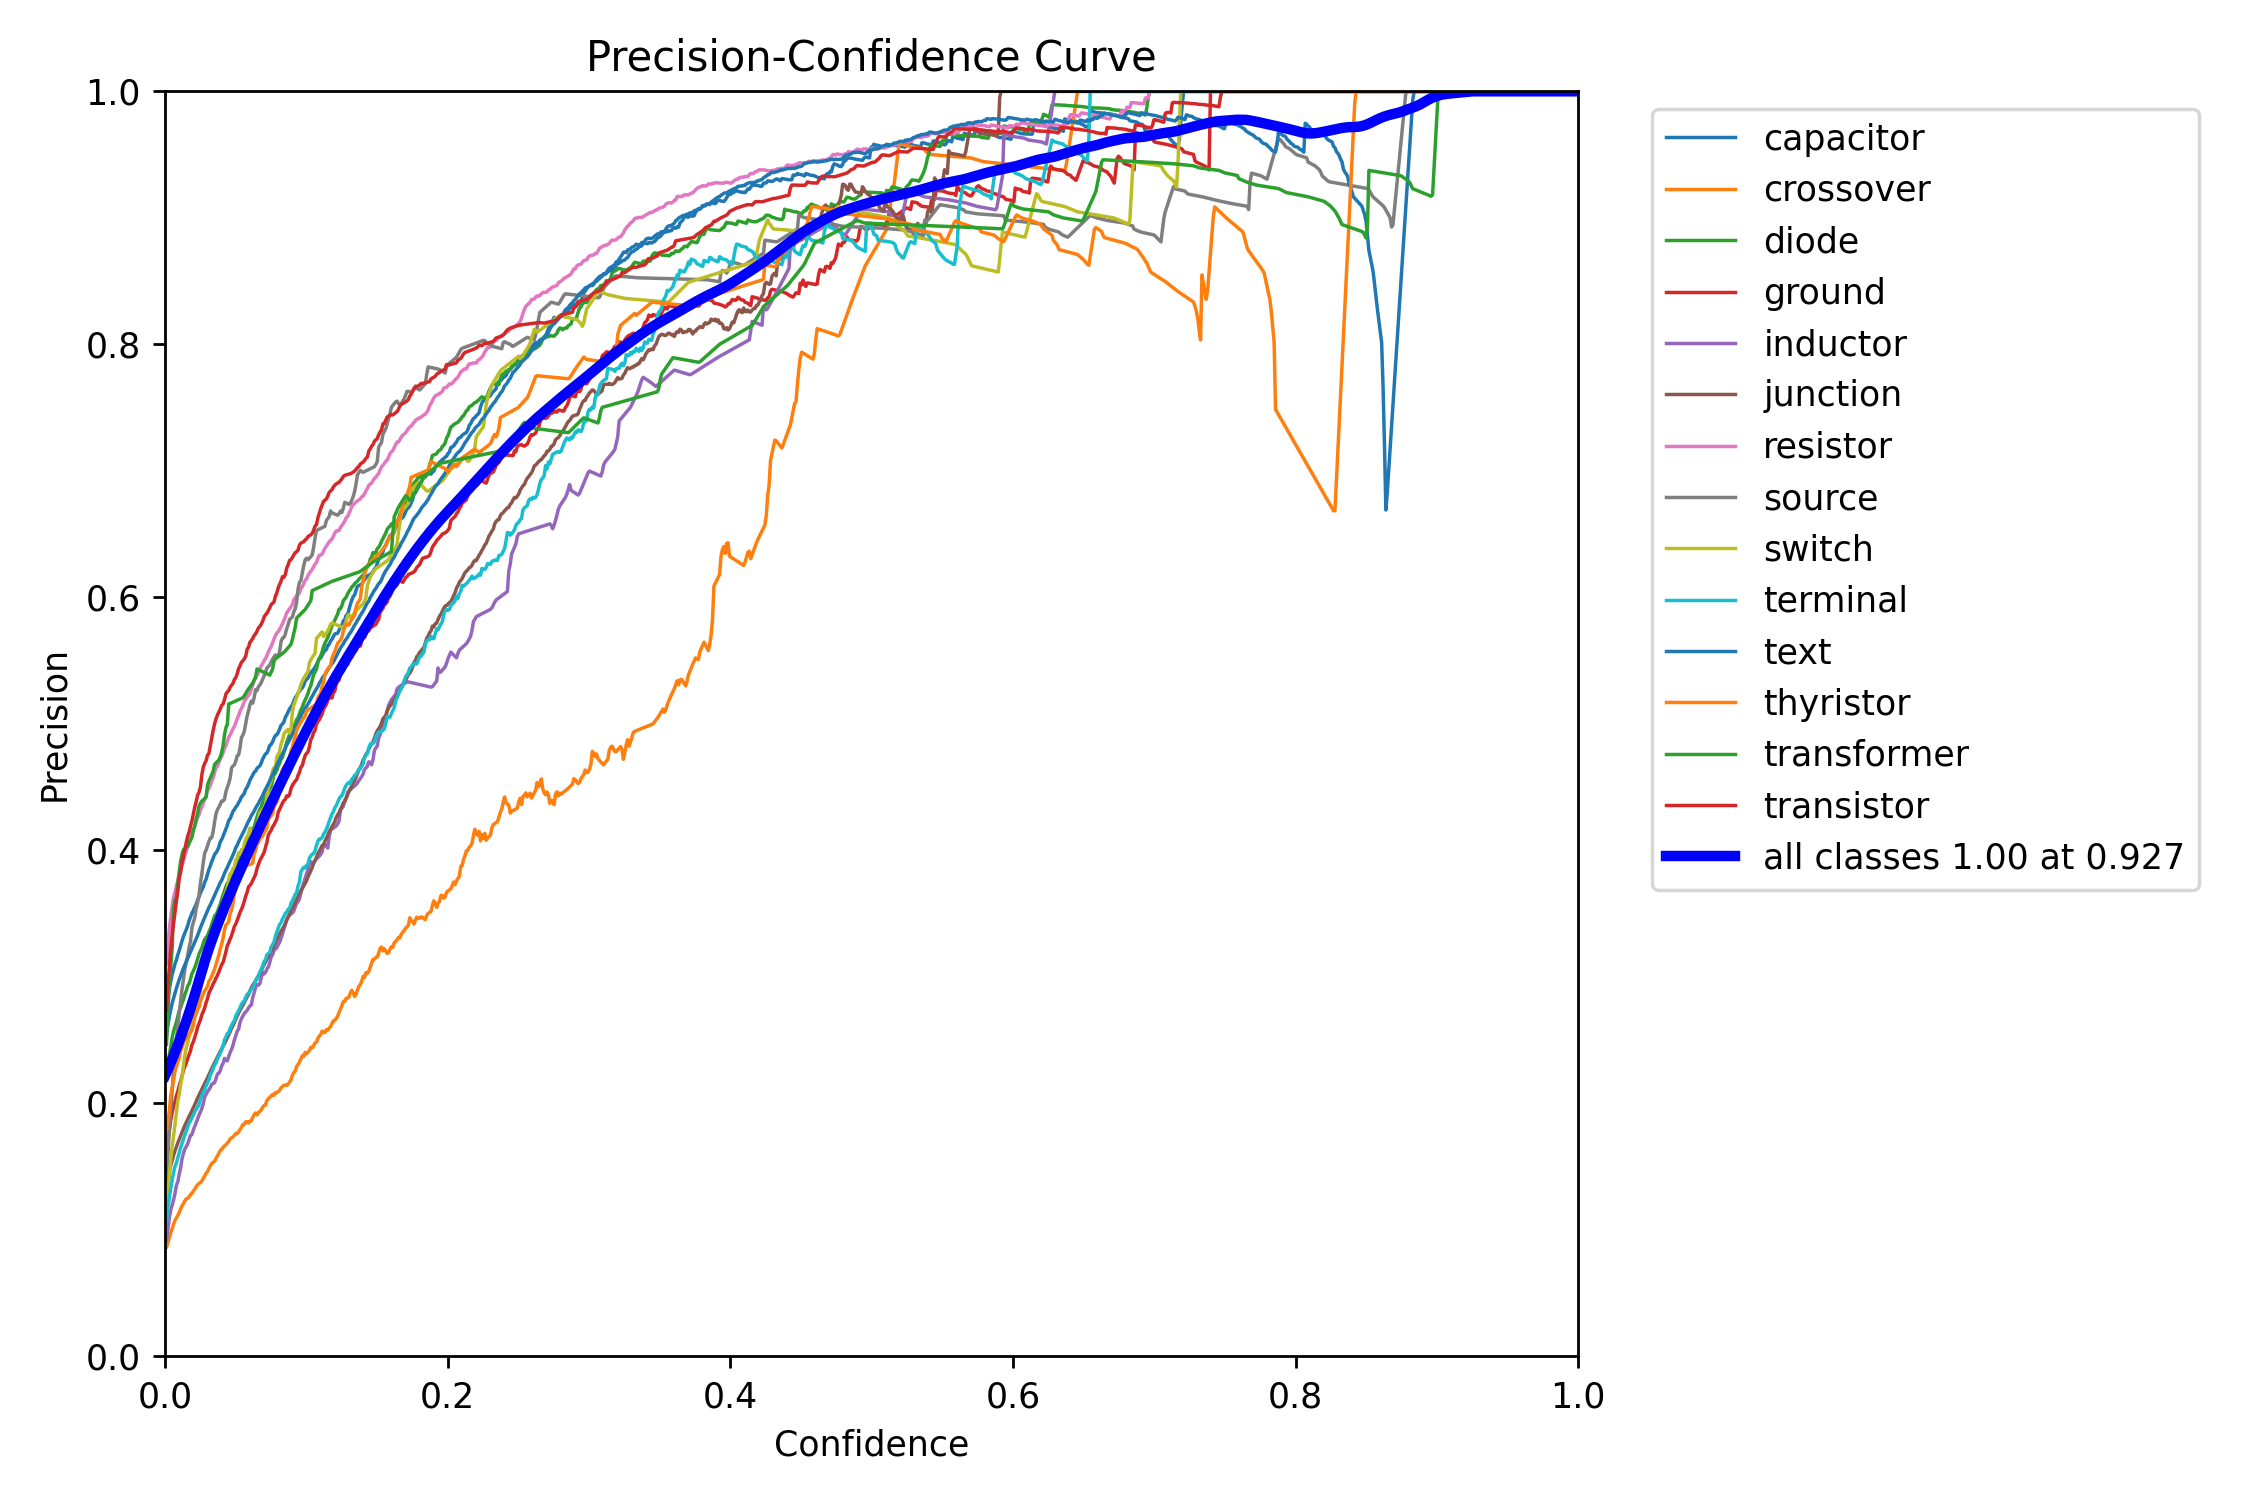 Precision-Confidence Curve
1.0
0.8
0.6
0.4
0.2
0.0
Precision
0.0 0.2 0.4 0.6 0.8 1.0
Confidence
capacitor
crossover
diode
ground
inductor
junction
resistor
source
switch
terminal
text
thyristor
transformer
transistor
all classes 1.00 at 0.927